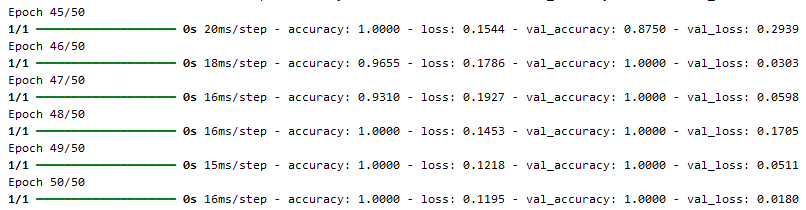 Epoch 45/50
1/1 ━━━━━━━━━━━━━━━━━━━━ 0s 20ms/step - accuracy: 1.0000 - loss: 0.1544 - val_accuracy: 0.8750 - val_loss: 0.2939
Epoch 46/50
1/1 ━━━━━━━━━━━━━━━━━━━━ 0s 18ms/step - accuracy: 0.9655 - loss: 0.1786 - val_accuracy: 1.0000 - val_loss: 0.0303
Epoch 47/50
1/1 ━━━━━━━━━━━━━━━━━━━━ 0s 16ms/step - accuracy: 0.9310 - loss: 0.1927 - val_accuracy: 1.0000 - val_loss: 0.0598
Epoch 48/50
1/1 ━━━━━━━━━━━━━━━━━━━━ 0s 16ms/step - accuracy: 1.0000 - loss: 0.1453 - val_accuracy: 1.0000 - val_loss: 0.1705
Epoch 49/50
1/1 ━━━━━━━━━━━━━━━━━━━━ 0s 15ms/step - accuracy: 1.0000 - loss: 0.1218 - val_accuracy: 1.0000 - val_loss: 0.0511
Epoch 50/50
1/1 ━━━━━━━━━━━━━━━━━━━━ 0s 16ms/step - accuracy: 1.0000 - loss: 0.1195 - val_accuracy: 1.0000 - val_loss: 0.0180